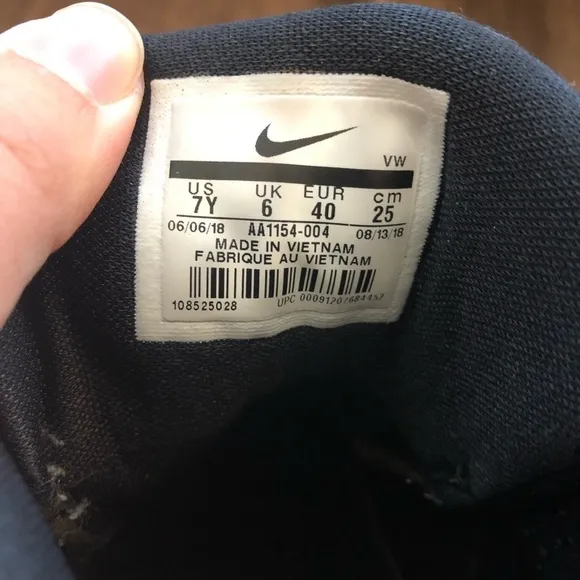 VW
US UK EUR cm
7Y 6 40 25
06/06/18 AA1154-004 08/13/18
MADE IN VIETNAM
FABRIQUE AU VIETNAM
108525028 UPC